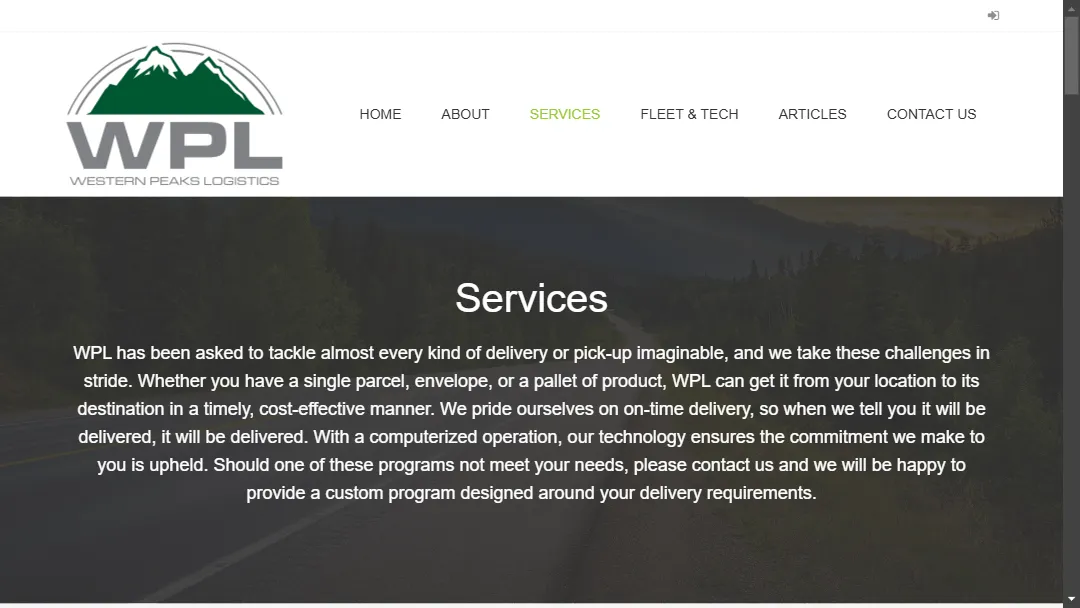 WPL
WESTERN PEAKS LOGISTICS
HOME ABOUT SERVICES FLEET & TECH ARTICLES CONTACT US
Services
WPL has been asked to tackle almost every kind of delivery or pick-up imaginable, and we take these challenges in
stride. Whether you have a single parcel, envelope, or a pallet of product, WPL can get it from your location to its
destination in a timely, cost-effective manner. We pride ourselves on on-time delivery, so when we tell you it will be
delivered, it will be delivered. With a computerized operation, our technology ensures the commitment we make to
you is upheld. Should one of these programs not meet your needs, please contact us and we will be happy to
provide a custom program designed around your delivery requirements.